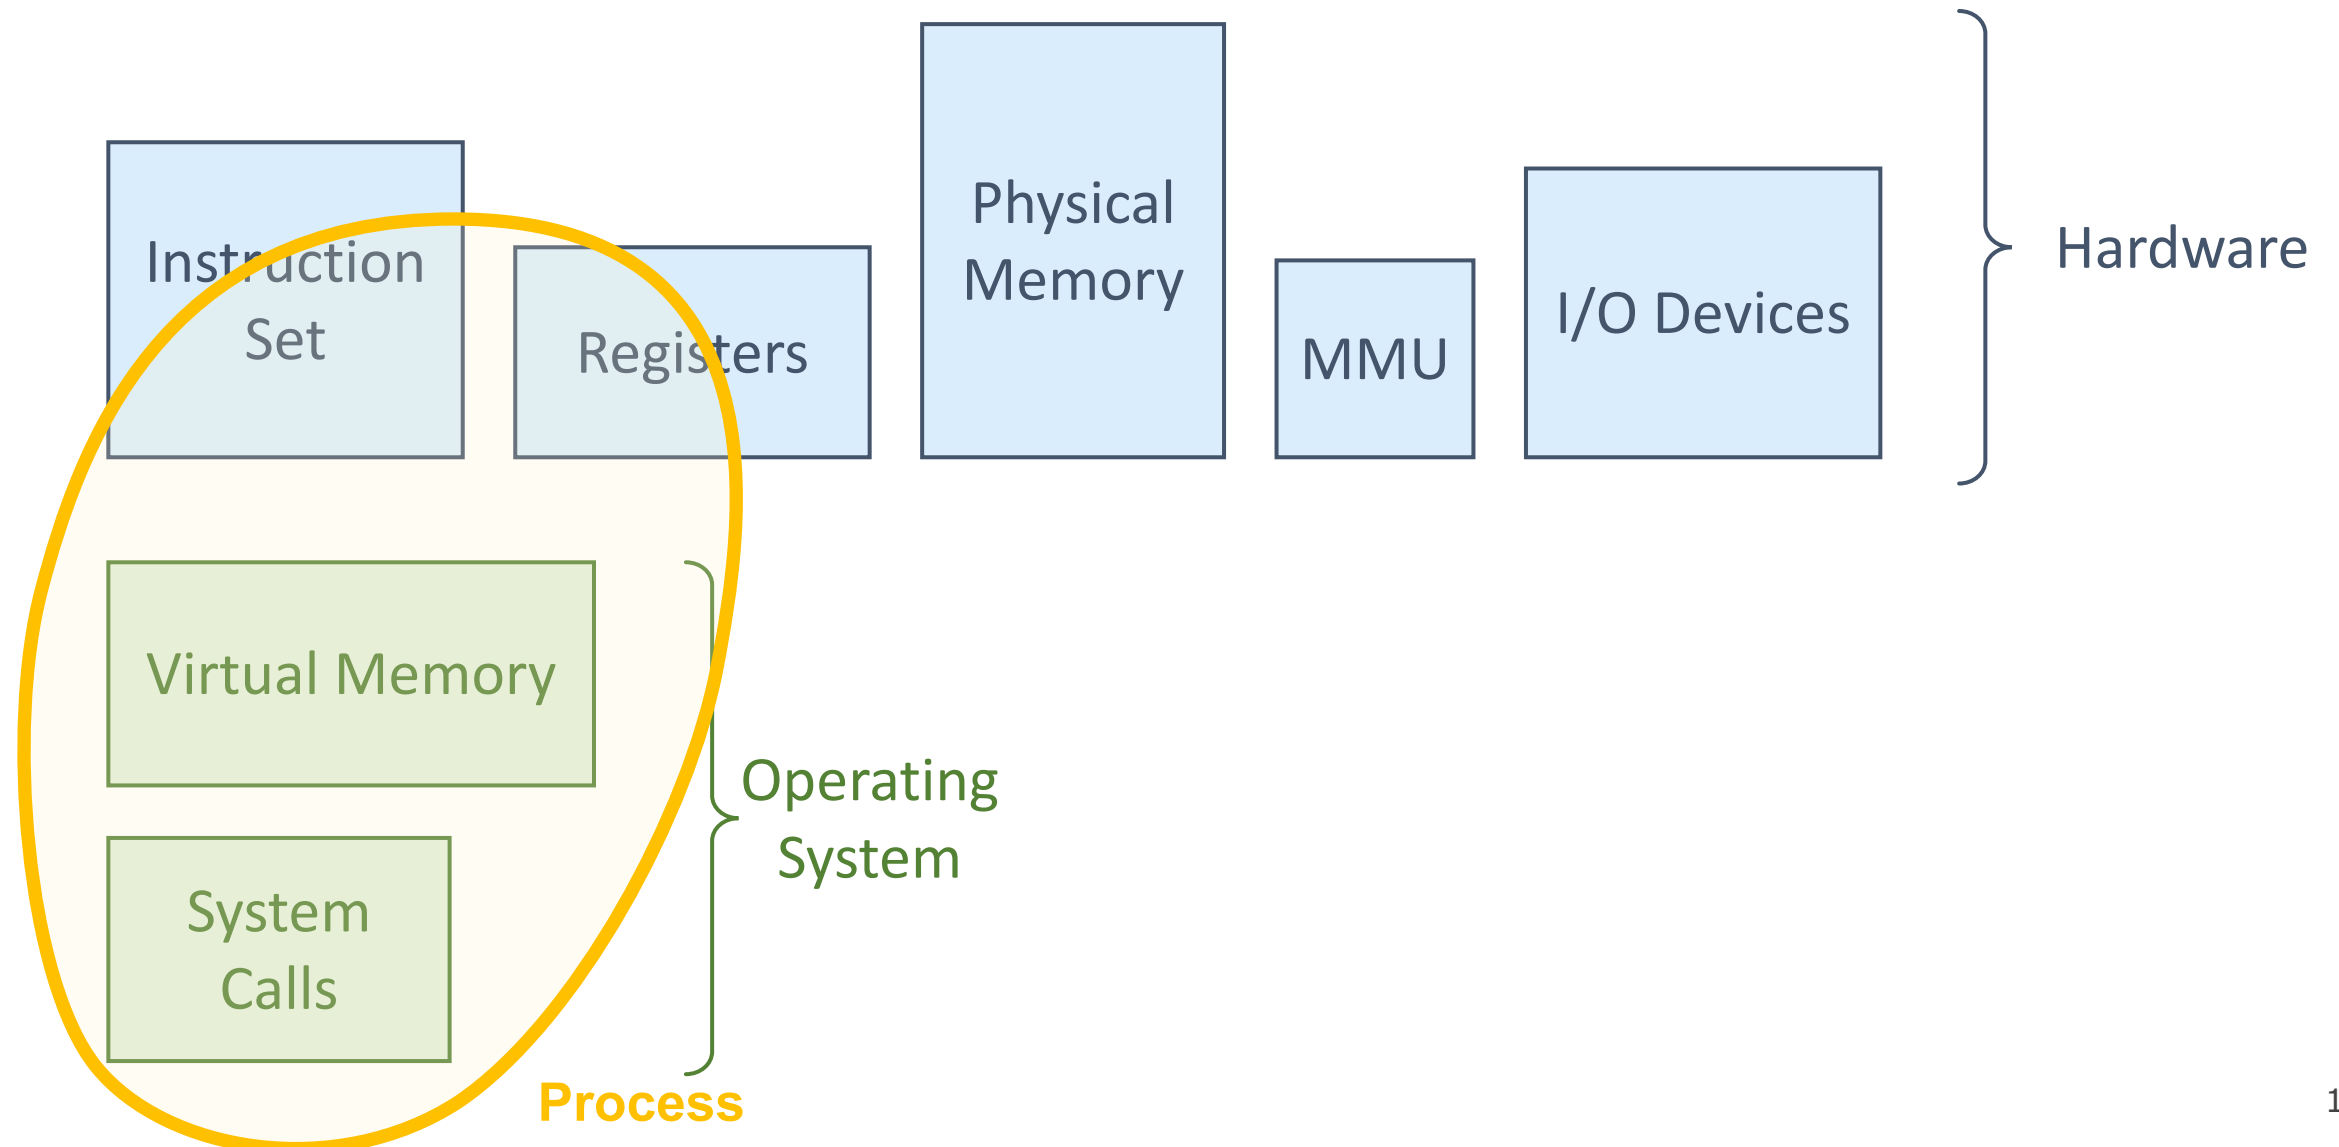 Instruction
Set
Registers
Physical
Memory
MMU
I/O Devices
Hardware
Virtual Memory
System
Calls
Operating
System
Process
1